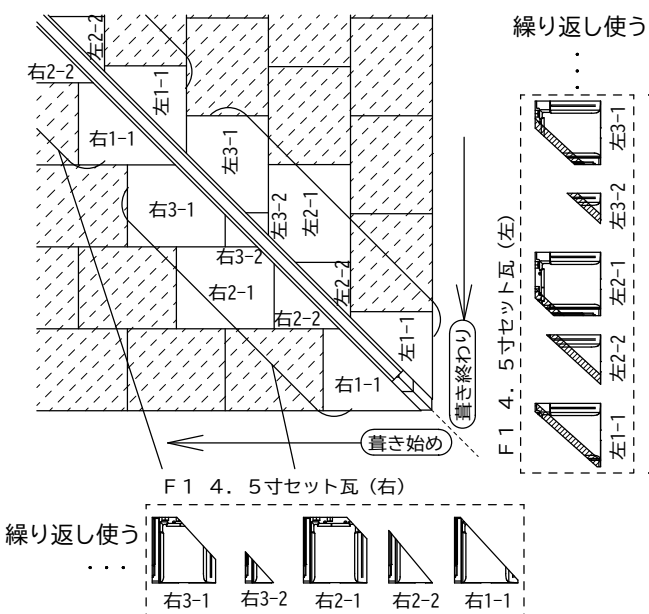 繰り返し使う
・
・
・
左2-2
右2-2
左1-1
右1-1
左3-1
右3-1
左3-2
左2-1
右3-2
右2-1
左2-2
右2-2
左1-1
右1-1
葺き終わり
葺き始め
F1 4.5寸セット瓦(左)
左3-1
左3-2
左2-1
左2-2
左1-1
F1 4.5寸セット瓦(右)
繰り返し使う
・・・
右3-1 右3-2 右2-1 右2-2 右1-1